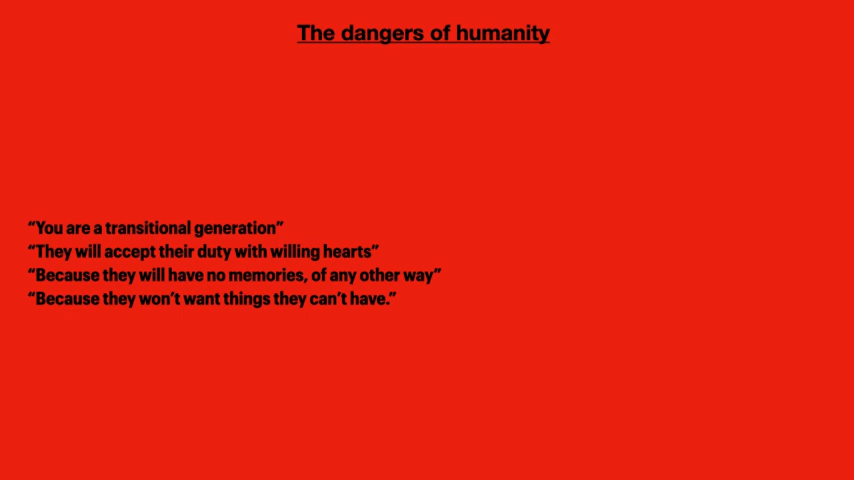 The dangers of humanity
“You are a transitional generation”
“They will accept their duty with willing hearts”
“Because they will have no memories, of any other way”
“Because they won’t want things they can’t have.”